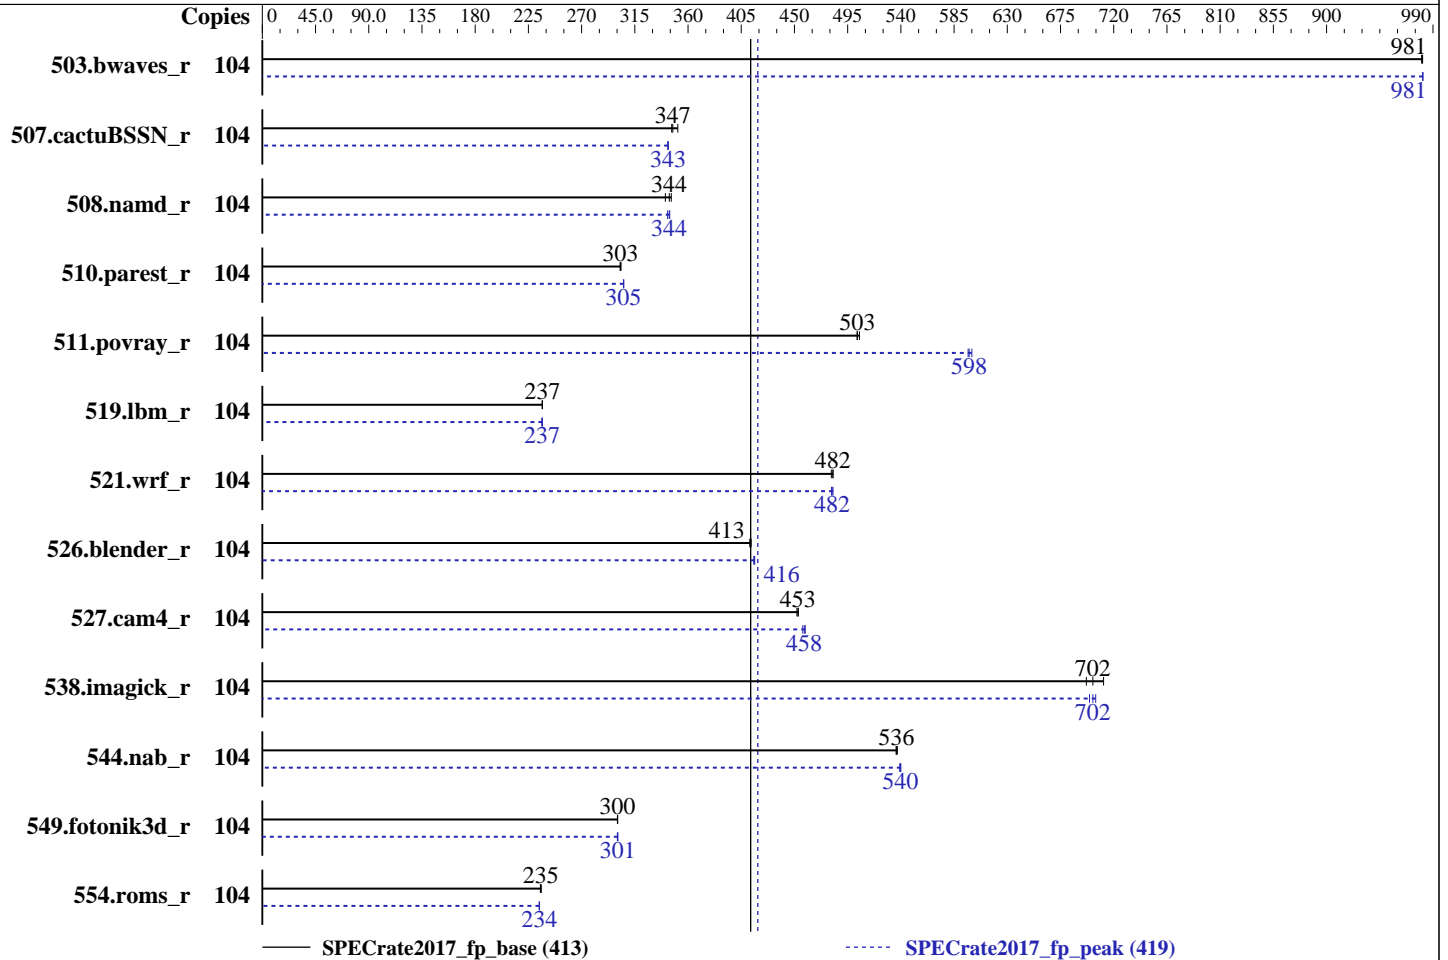 Copies 0 45.0 90.0 135 180 225 270 315 360 405 450 495 540 585 630 675 720 765 810 855 900 990
503.bwaves_r 104 981
981
507.cactuBSSN_r 104 347
343
508.namd_r 104 344
344
510.parest_r 104 303
305
511.povray_r 104 503
598
519.lbm_r 104 237
237
521.wrf_r 104 482
482
526.blender_r 104 413
416
527.cam4_r 104 453
458
538.imagick_r 104 702
702
544.nab_r 104 536
540
549.fotonik3d_r 104 300
301
554.roms_r 104 235
234
SPECrate2017_fp_base (413) SPECrate2017_fp_peak (419)